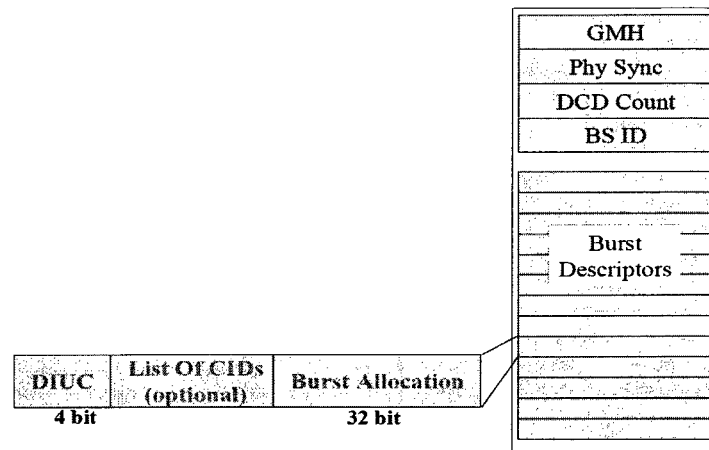 GMH
Phy Sync
DCD Count
BS ID
Burst
Descriptors
DIUC
List Of CIDs
(optional)
Burst Allocation
4 bit
32 bit